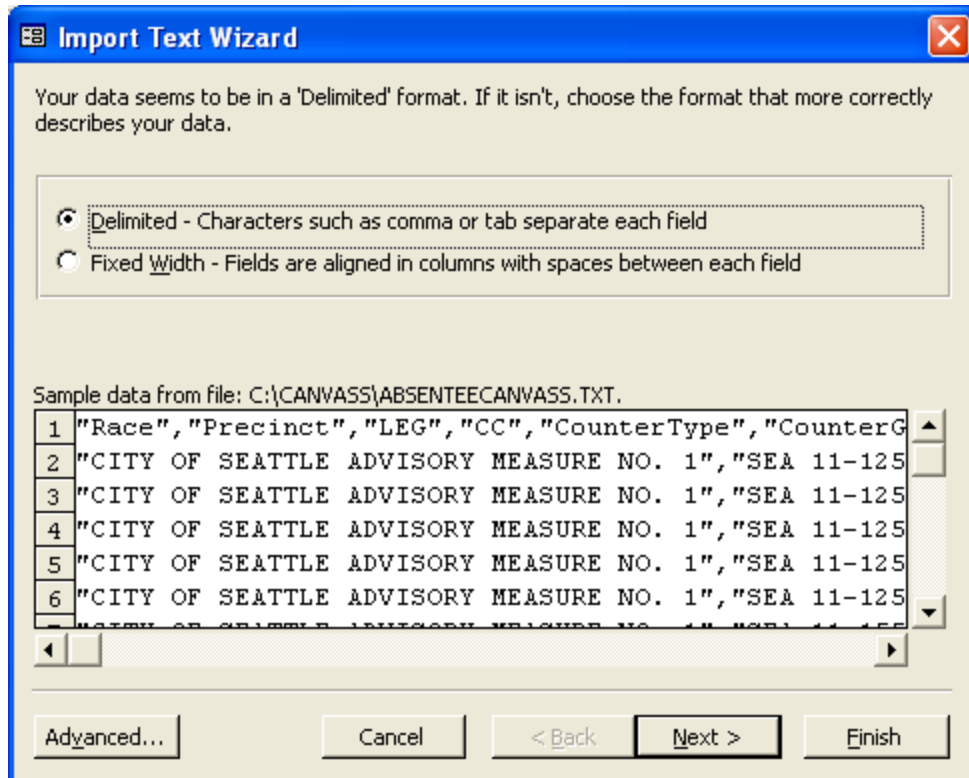 Import Text Wizard
Your data seems to be in a 'Delimited' format. If it isn't, choose the format that more correctly
describes your data.
Delimited - Characters such as comma or tab separate each field
Fixed Width - Fields are aligned in columns with spaces between each field
Sample data from file: C:\CANVASS\ABSENTEECANVASS.TXT.
1 "Race","Precinct","LEG","CC","CounterType","CounterG
2 "CITY OF SEATTLE ADVISORY MEASURE NO. 1","SEA 11-125
3 "CITY OF SEATTLE ADVISORY MEASURE NO. 1","SEA 11-125
4 "CITY OF SEATTLE ADVISORY MEASURE NO. 1","SEA 11-125
5 "CITY OF SEATTLE ADVISORY MEASURE NO. 1","SEA 11-125
6 "CITY OF SEATTLE ADVISORY MEASURE NO. 1","SEA 11-125
Advanced... Cancel < Back Next > Finish